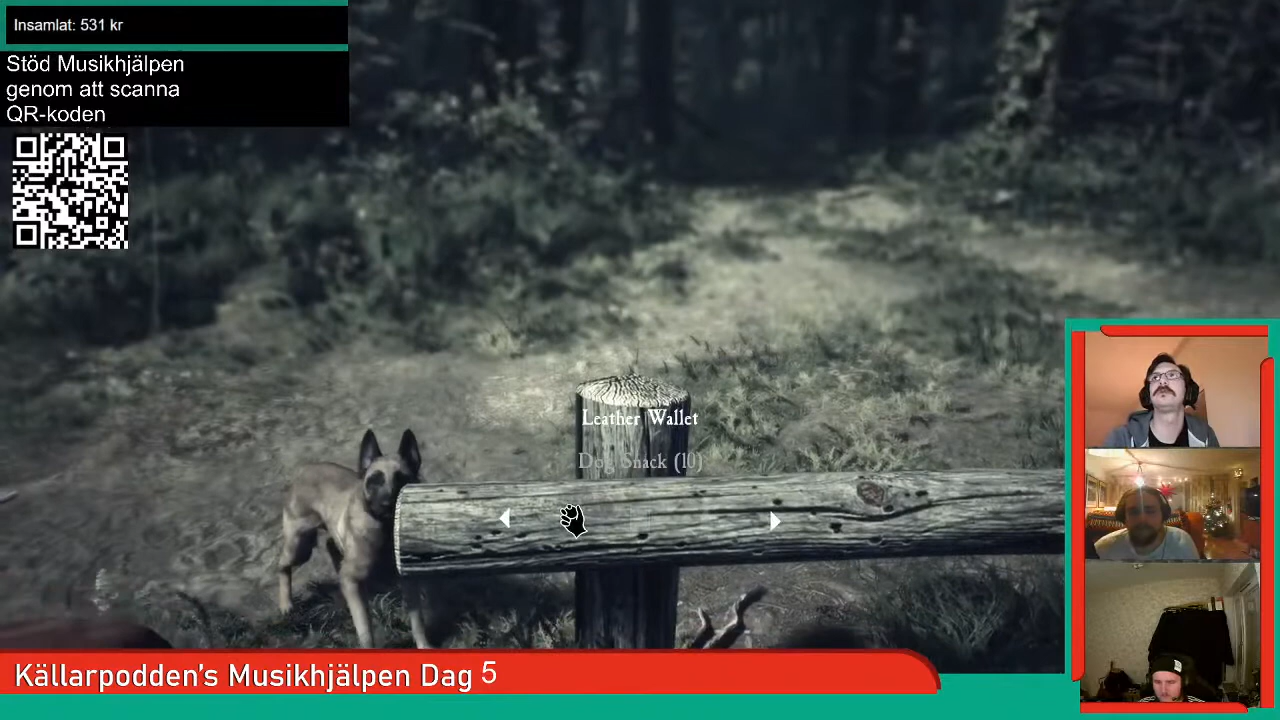 Insamlat: 531 kr
Stöd Musikhjälpen
genom att scanna
QR-koden
Leather Wallet
Dog Snack (10)
Källarpodden's Musikhjälpen Dag 5